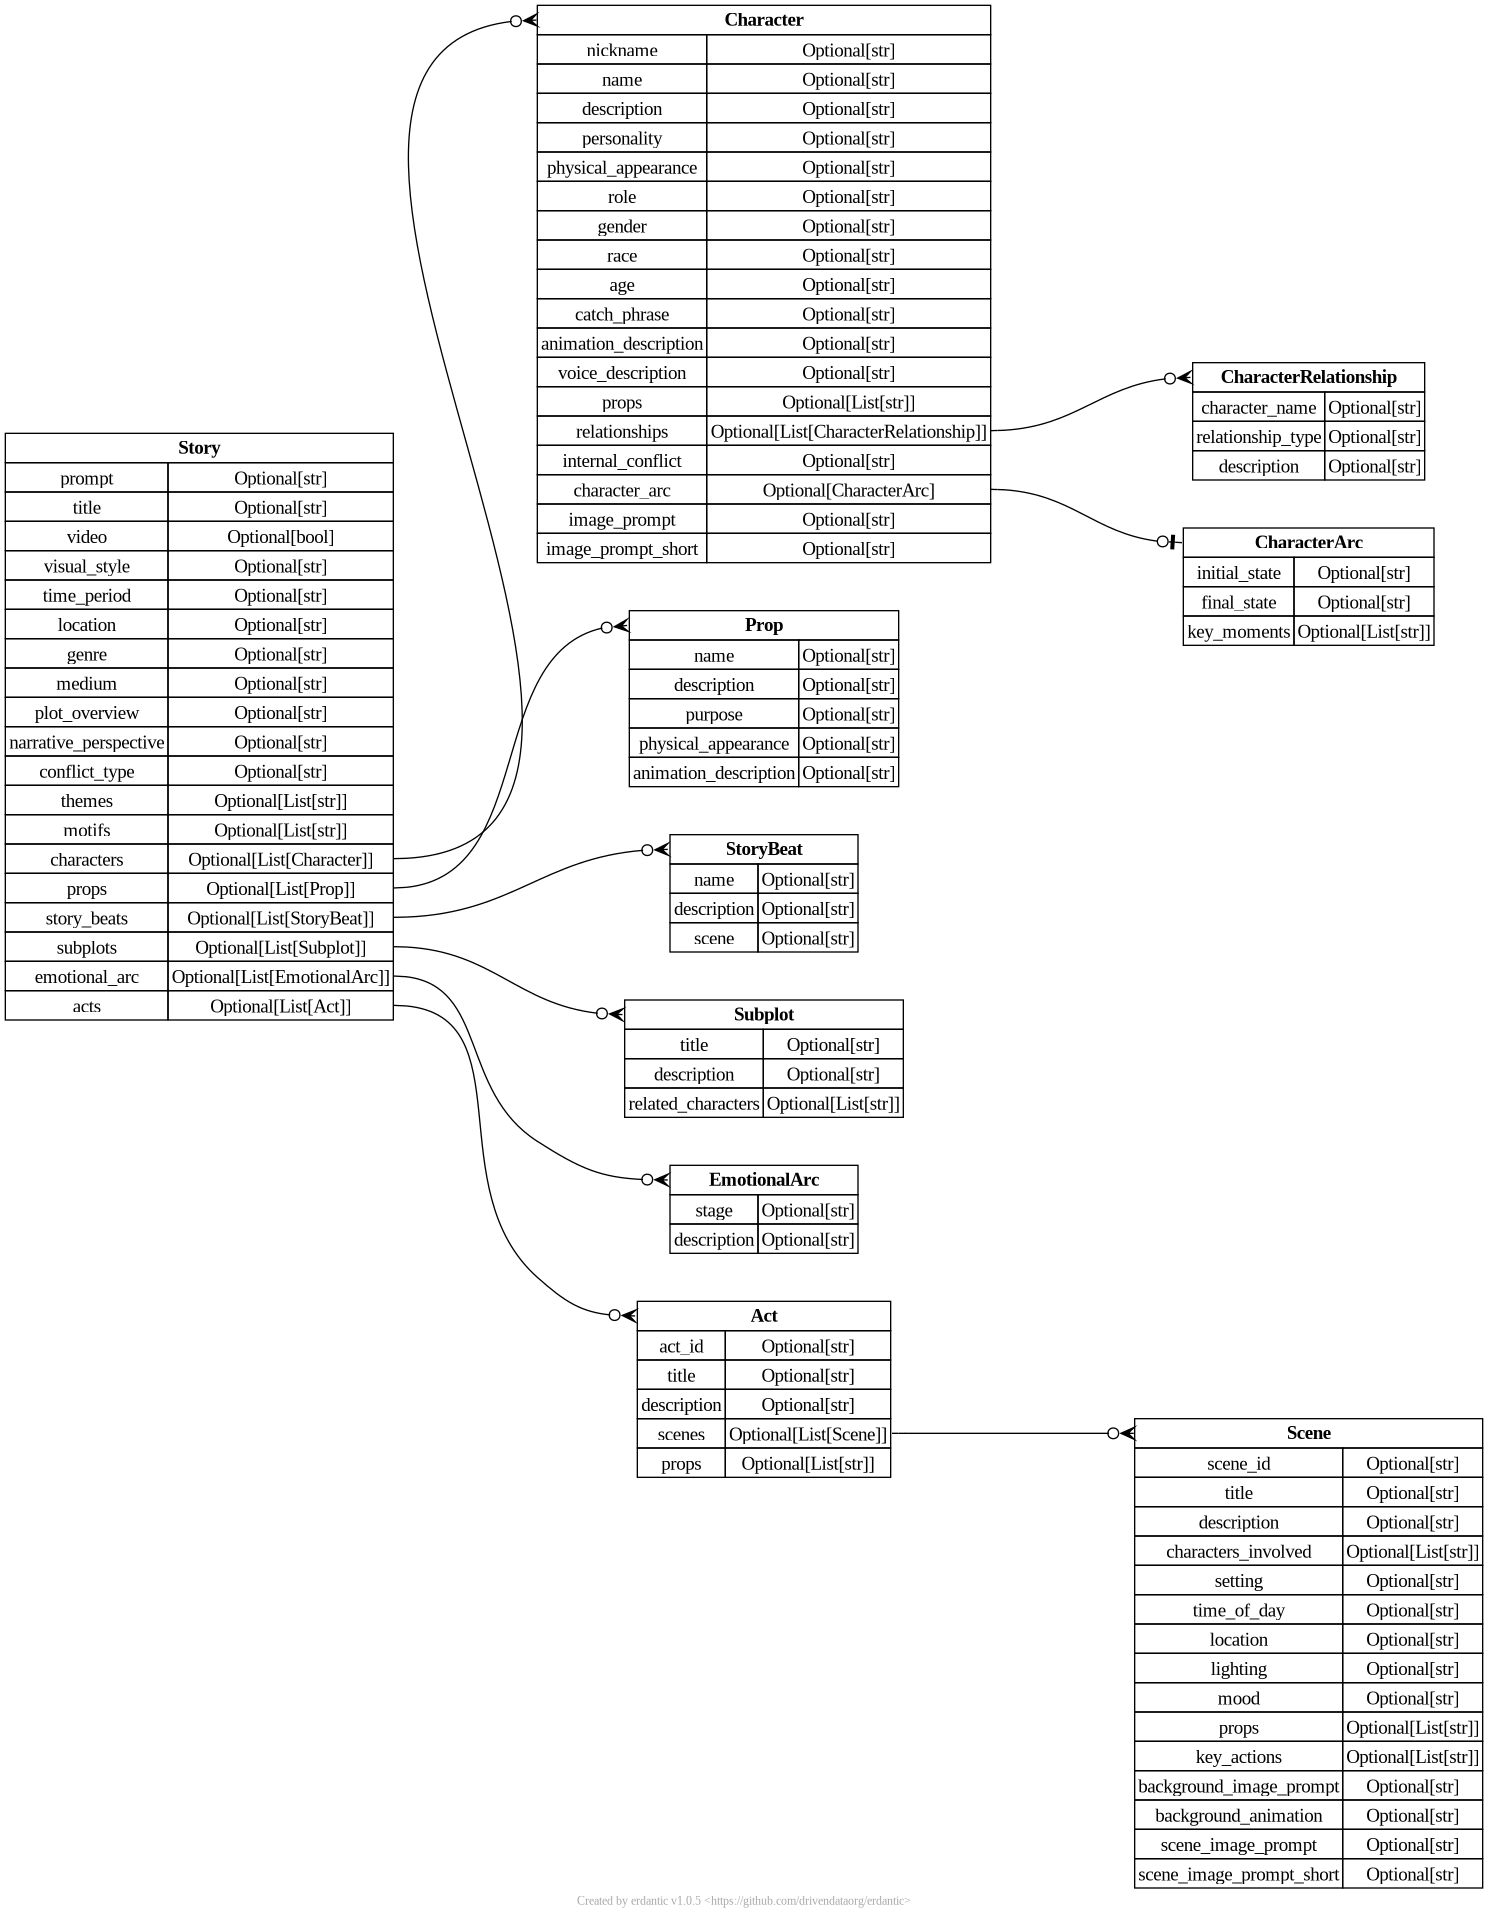 Character
nickname Optional[str]
name Optional[str]
description Optional[str]
personality Optional[str]
physical_appearance Optional[str]
role Optional[str]
gender Optional[str]
race Optional[str]
age Optional[str]
catch_phrase Optional[str]
animation_description Optional[str]
voice_description Optional[str]
props Optional[List[str]]
relationships Optional[List[CharacterRelationship]]
internal_conflict Optional[str]
character_arc Optional[CharacterArc]
image_prompt Optional[str]
image_prompt_short Optional[str]
CharacterRelationship
character_name Optional[str]
relationship_type Optional[str]
description Optional[str]
CharacterArc
initial_state Optional[str]
final_state Optional[str]
key_moments Optional[List[str]]
Story
prompt Optional[str]
title Optional[str]
video Optional[bool]
visual_style Optional[str]
time_period Optional[str]
location Optional[str]
genre Optional[str]
medium Optional[str]
plot_overview Optional[str]
narrative_perspective Optional[str]
conflict_type Optional[str]
themes Optional[List[str]]
motifs Optional[List[str]]
characters Optional[List[Character]]
props Optional[List[Prop]]
story_beats Optional[List[StoryBeat]]
subplots Optional[List[Subplot]]
emotional_arc Optional[List[EmotionalArc]]
acts Optional[List[Act]]
Prop
name Optional[str]
description Optional[str]
purpose Optional[str]
physical_appearance Optional[str]
animation_description Optional[str]
StoryBeat
name Optional[str]
description Optional[str]
scene Optional[str]
Subplot
title Optional[str]
description Optional[str]
related_characters Optional[List[str]]
EmotionalArc
stage Optional[str]
description Optional[str]
Act
act_id Optional[str]
title Optional[str]
description Optional[str]
scenes Optional[List[Scene]]
props Optional[List[str]]
Scene
scene_id Optional[str]
title Optional[str]
description Optional[str]
characters_involved Optional[List[str]]
setting Optional[str]
time_of_day Optional[str]
location Optional[str]
lighting Optional[str]
mood Optional[str]
props Optional[List[str]]
key_actions Optional[List[str]]
background_image_prompt Optional[str]
background_animation Optional[str]
scene_image_prompt Optional[str]
scene_image_prompt_short Optional[str]
Created by erdantic v1.0.5 <https://github.com/drivendataorg/erdantic>